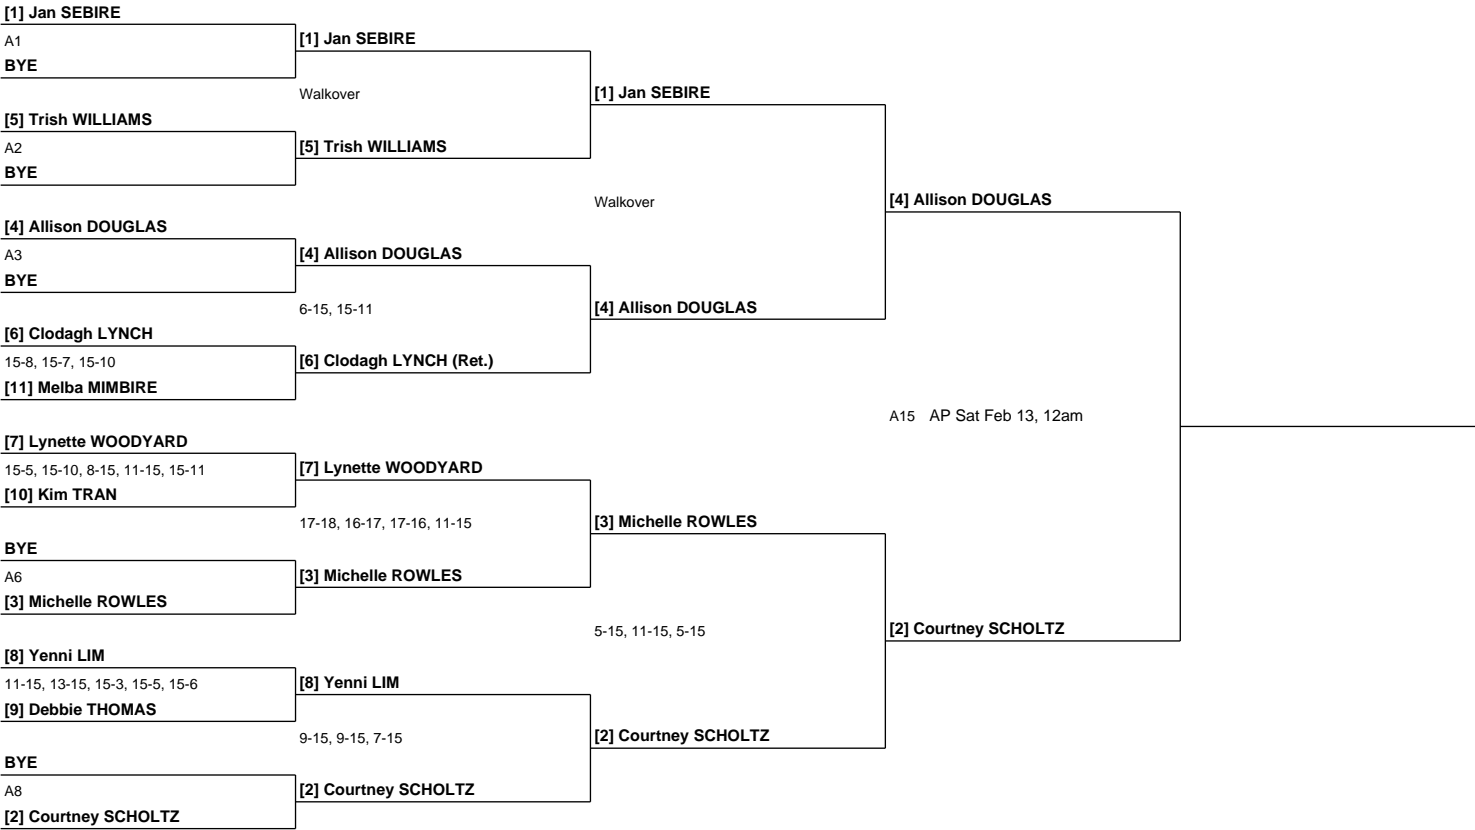 [1] Jan SEBIRE
A1
BYE
[5] Trish WILLIAMS
A2
BYE
[4] Allison DOUGLAS
A3
BYE
[6] Clodagh LYNCH
15-8, 15-7, 15-10
[11] Melba MIMBIRE
[7] Lynette WOODYARD
15-5, 15-10, 8-15, 11-15, 15-11
[10] Kim TRAN
BYE
A6
[3] Michelle ROWLES
[8] Yenni LIM
11-15, 13-15, 15-3, 15-5, 15-6
[9] Debbie THOMAS
BYE
A8
[2] Courtney SCHOLTZ
[1] Jan SEBIRE
Walkover
[5] Trish WILLIAMS
[4] Allison DOUGLAS
6-15, 15-11
[6] Clodagh LYNCH (Ret.)
[7] Lynette WOODYARD
17-18, 16-17, 17-16, 11-15
[3] Michelle ROWLES
[8] Yenni LIM
9-15, 9-15, 7-15
[2] Courtney SCHOLTZ
[1] Jan SEBIRE
Walkover
[4] Allison DOUGLAS
[3] Michelle ROWLES
5-15, 11-15, 5-15
[2] Courtney SCHOLTZ
[4] Allison DOUGLAS
A15 AP Sat Feb 13, 12am
[2] Courtney SCHOLTZ